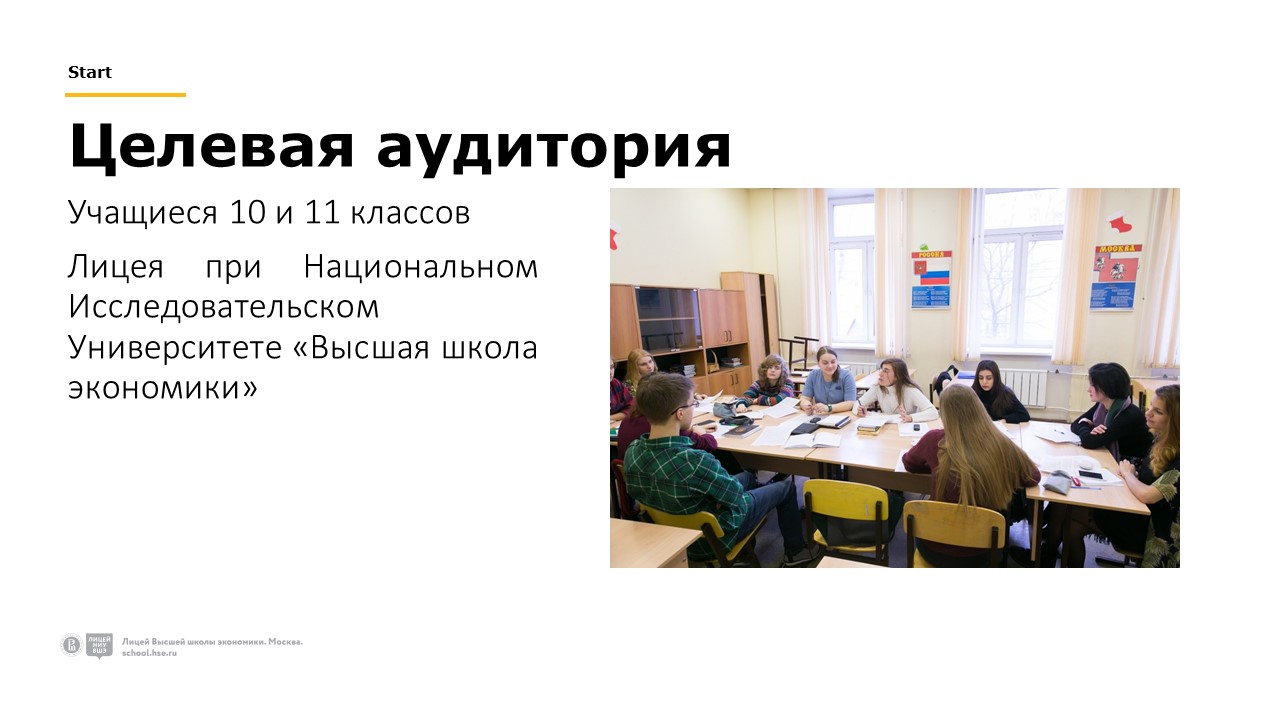 Start
Целевая аудитория
Учащиеся 10 и 11 классов
Лицея при Национальном
Исследовательском
Университете «Высшая школа
экономики»
РОССИЯ
МОСКВА
ЛИЦЕЙ
НИУ
ВШЭ
Лицей Высшей школы экономики. Москва.
school.hse.ru